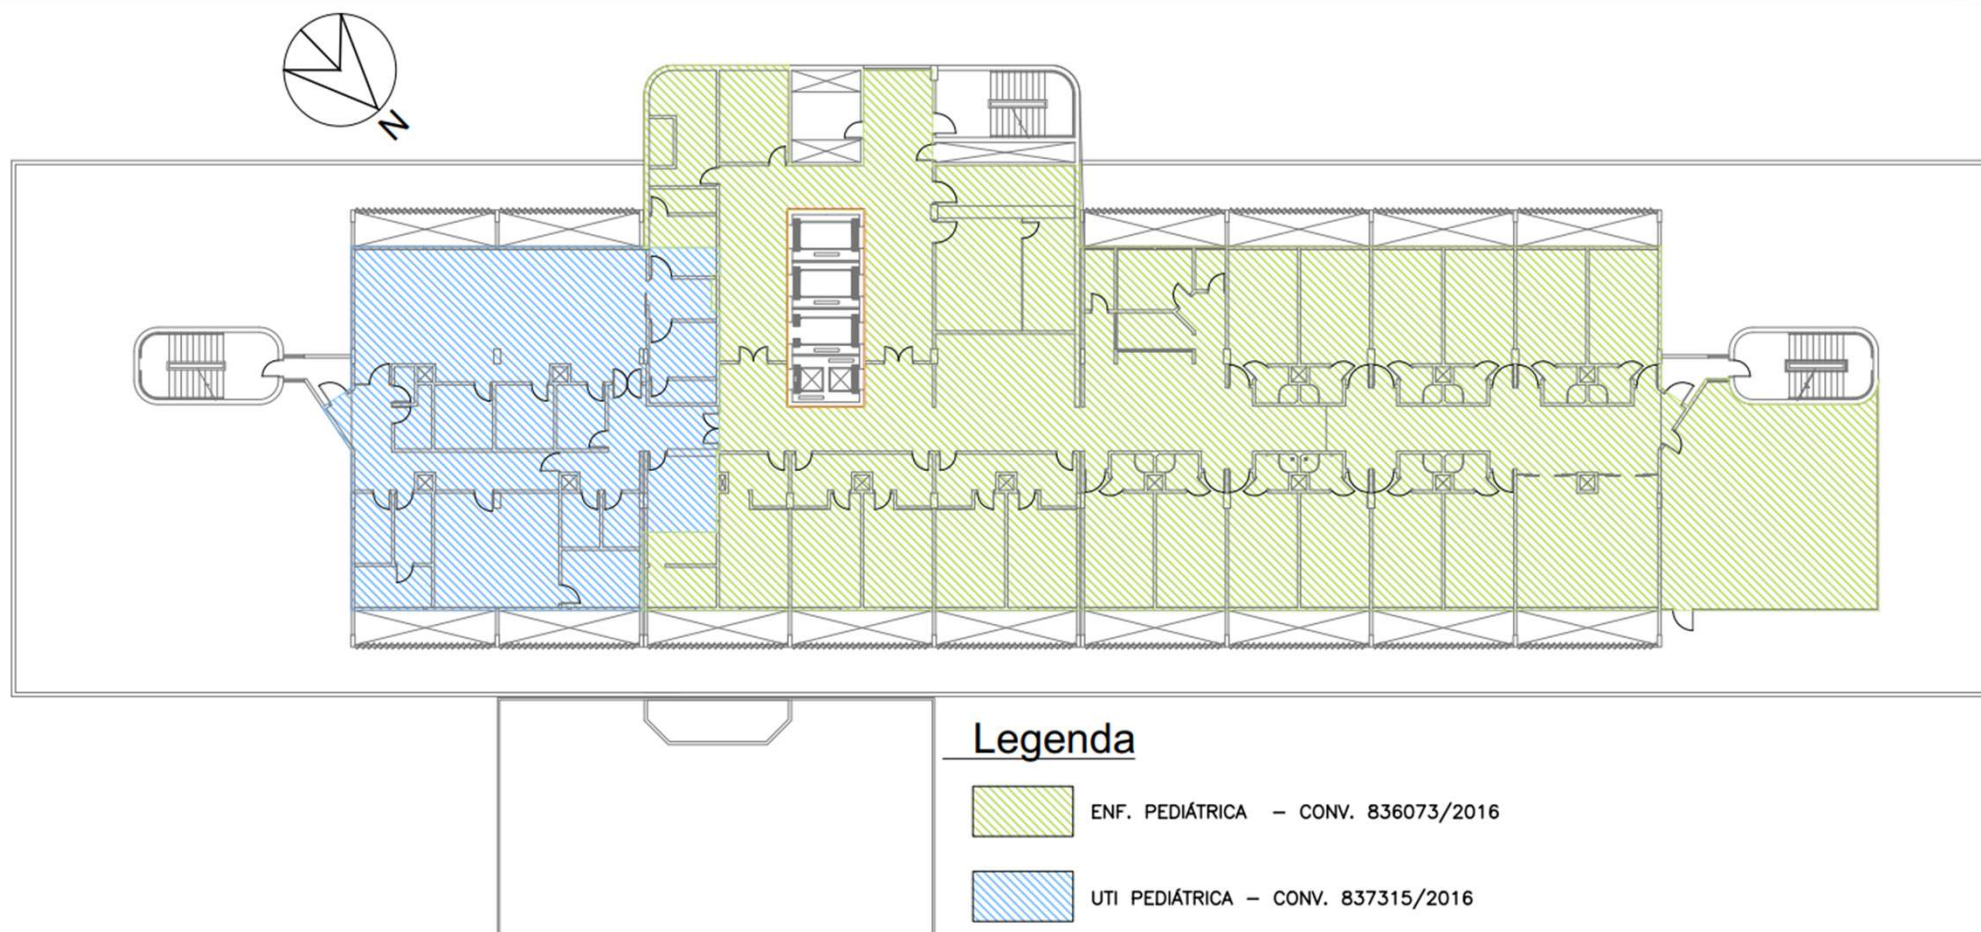 N
Legenda
ENF. PEDIÁTRICA – CONV. 836073/2016
UTI PEDIÁTRICA – CONV. 837315/2016